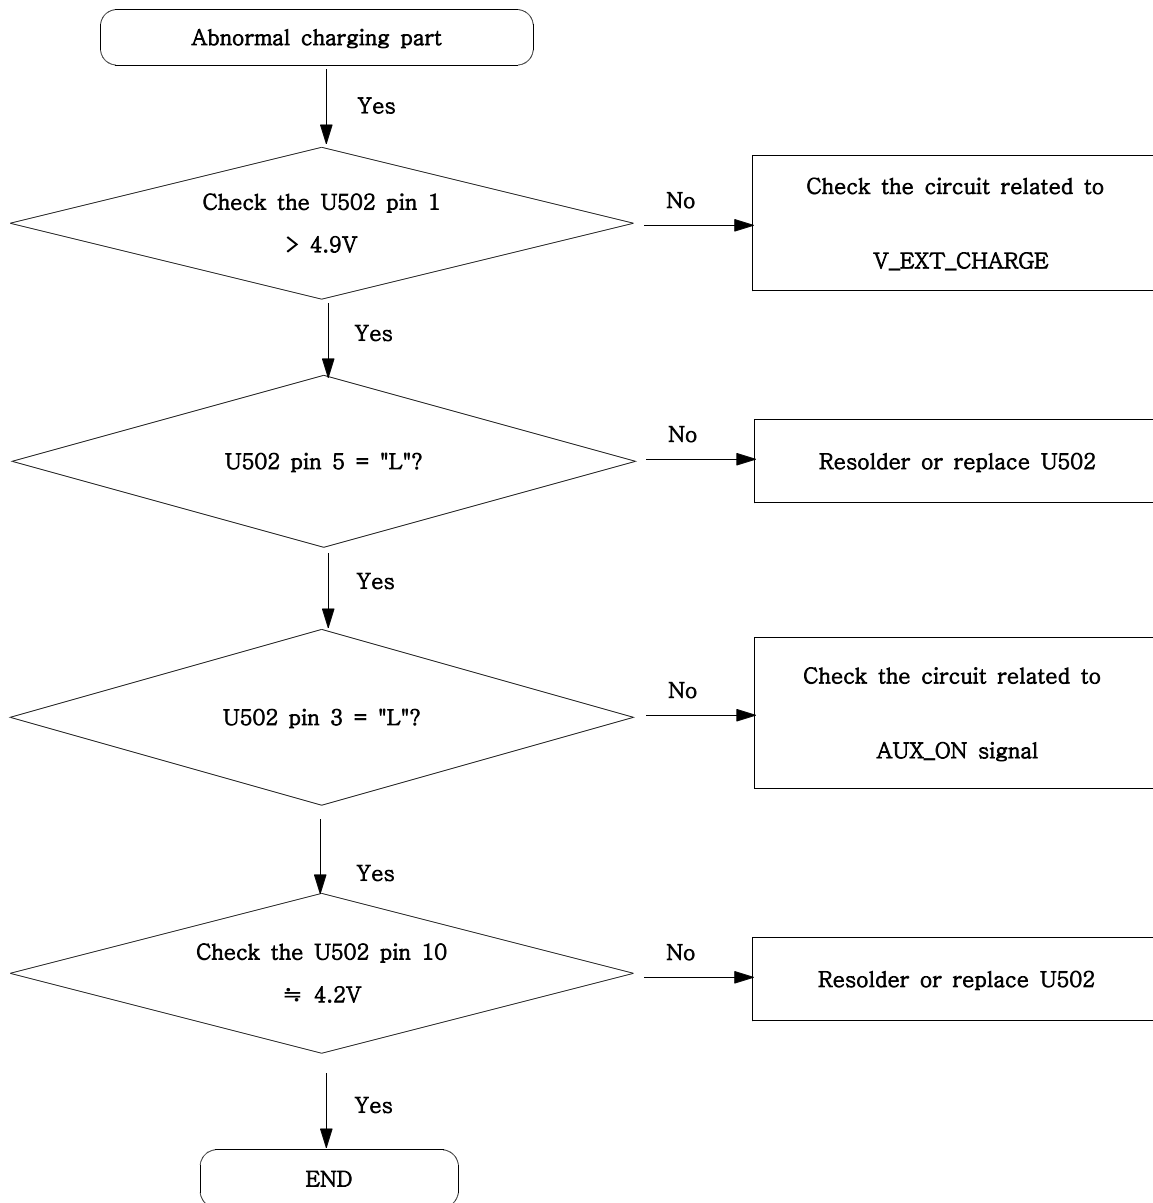 Abnormal charging part
Yes
Check the U502 pin 1
> 4.9V
No
Check the circuit related to
V_EXT_CHARGE
Yes
U502 pin 5 = "L"?
No
Resolder or replace U502
Yes
U502 pin 3 = "L"?
No
Check the circuit related to
AUX_ON signal
Yes
Check the U502 pin 10
≒ 4.2V
No
Resolder or replace U502
Yes
END